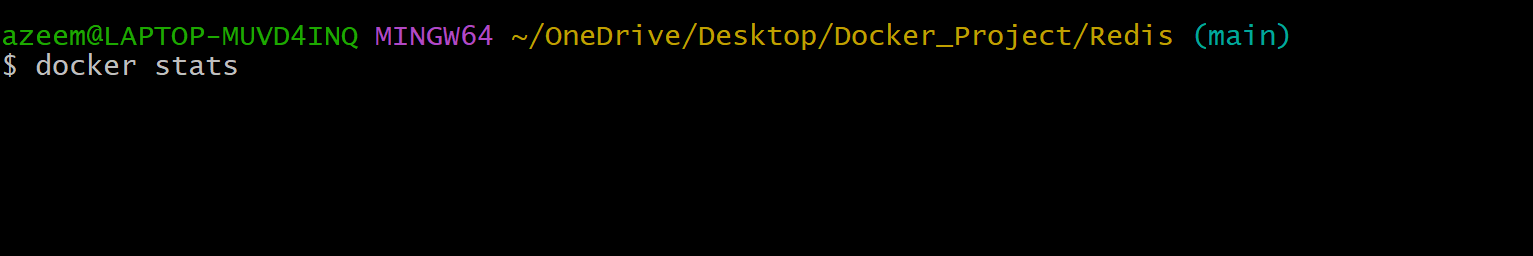 azeem@LAPTOP-MUVD4INQ MINGW64 ~/OneDrive/Desktop/Docker_Project/Redis (main)
$ docker stats